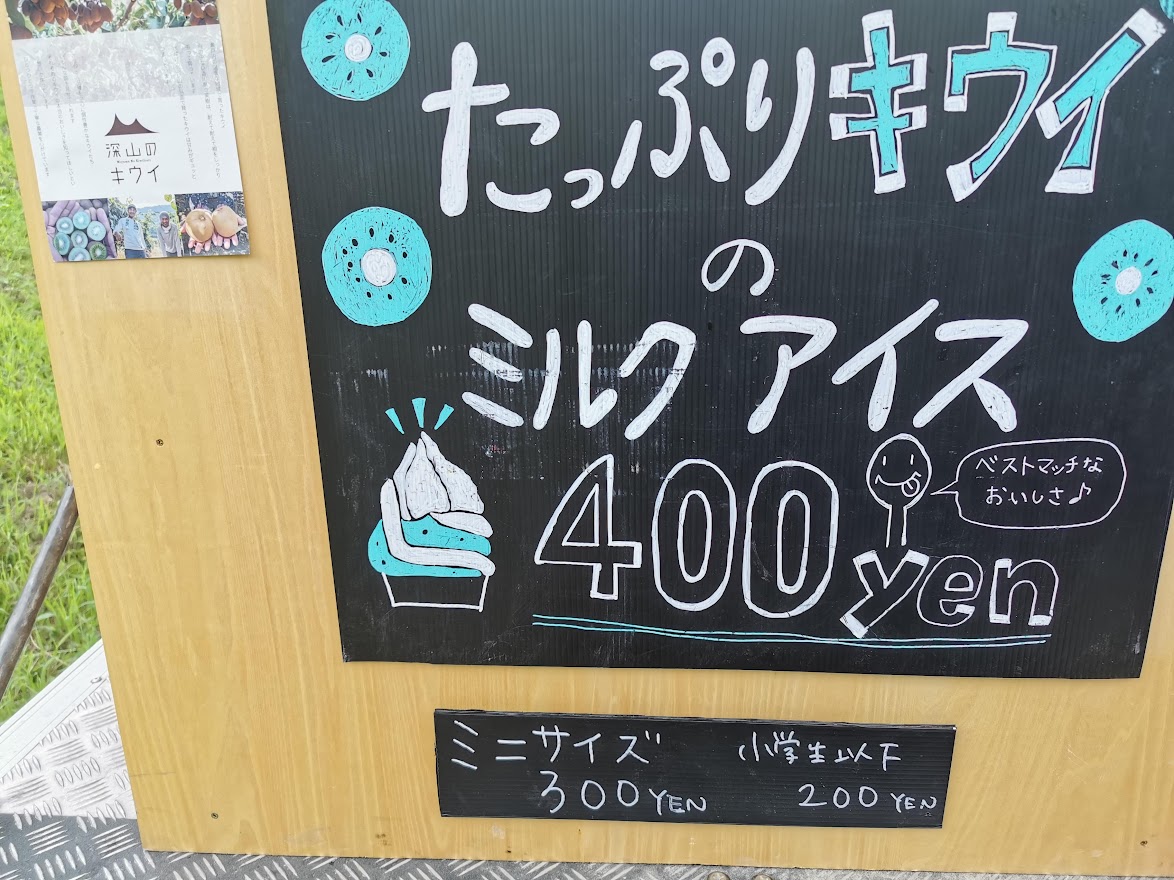 たっぷりキウイ
の
ミルクアイス
400yen
ベストマッチな
おいしさ♪
ミニサイズ 小学生以下
300YEN 200YEN
深山の
キウイ